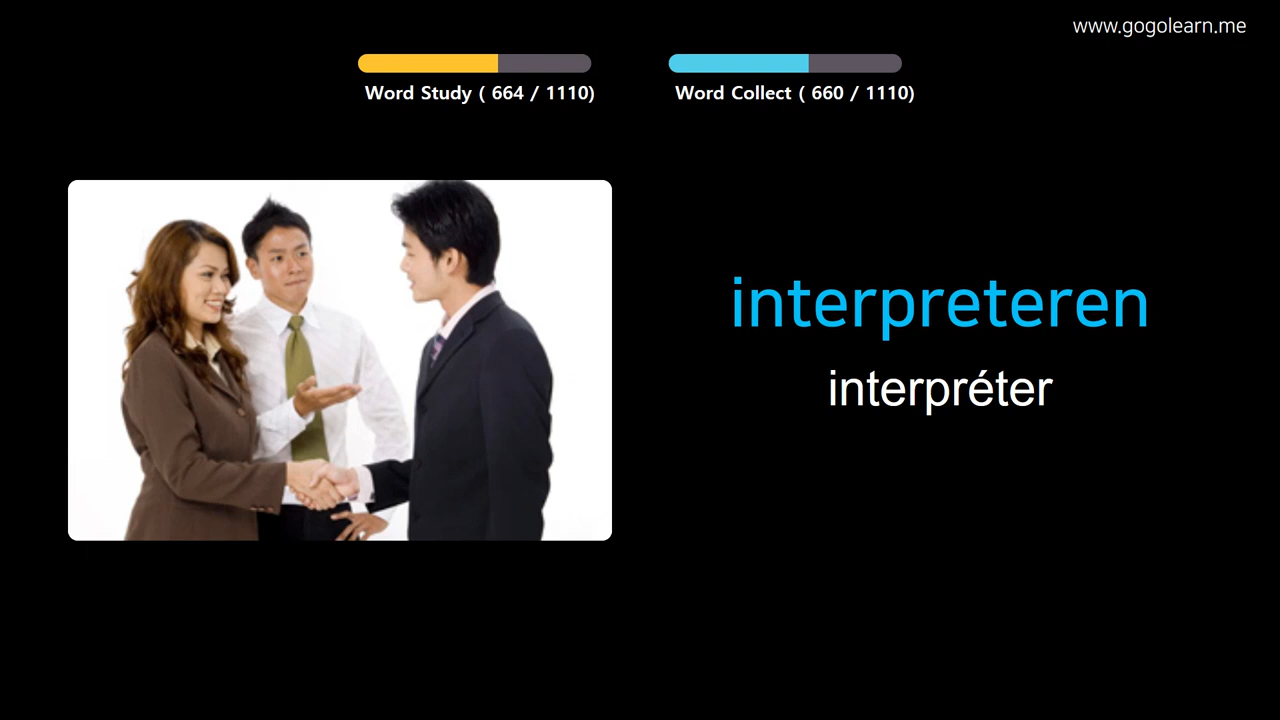 www.gogolearn.me
Word Study ( 664 / 1110)
Word Collect ( 660 / 1110)
interpreteren
interpréter